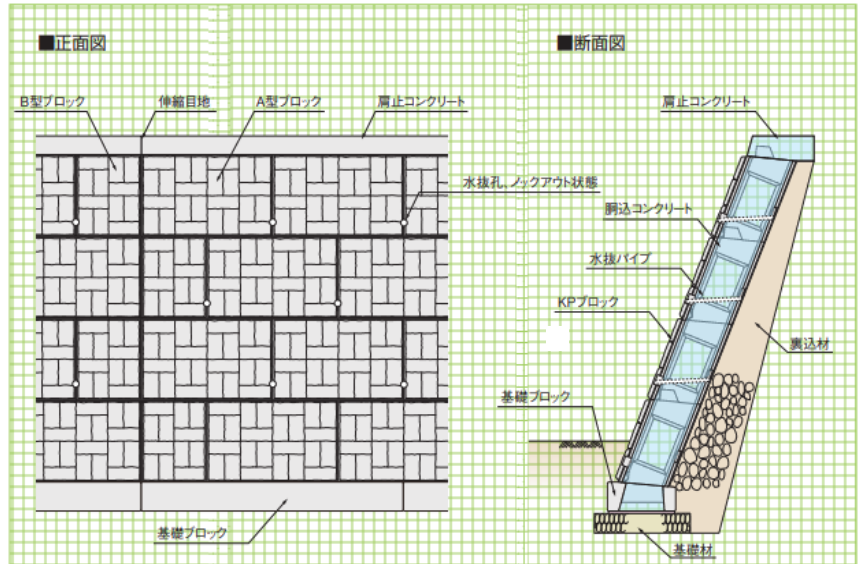 ■正面図
B型ブロック
伸縮目地
A型ブロック
肩止コンクリート
水抜孔、ノックアウト状態
基礎ブロック
■断面図
肩止コンクリート
胴込コンクリート
水抜パイプ
KPブロック
裏込材
基礎ブロック
基礎材